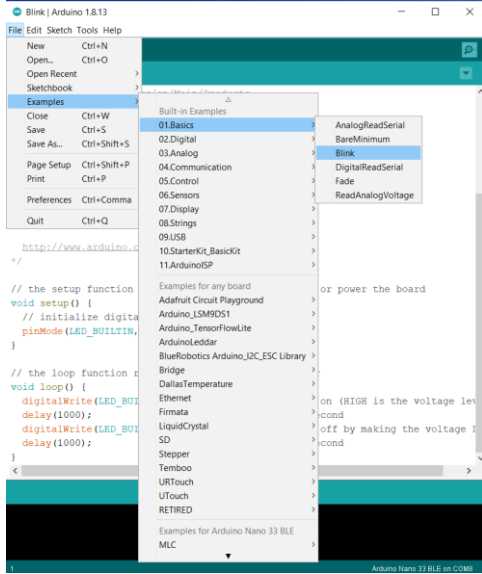 Blink | Arduino 1.8.13
File Edit Sketch Tools Help
New Ctrl+N
Open... Ctrl+O
Open Recent
Sketchbook
Examples
Close Ctrl+W
Save Ctrl+S
Save As... Ctrl+Shift+S
Page Setup Ctrl+Shift+P
Print Ctrl+P
Preferences Ctrl+Comma
Quit Ctrl+Q
Built-in Examples
01.Basics
02.Digital
03.Analog
04.Communication
05.Control
06.Sensors
07.Display
08.Strings
09.USB
10.StarterKit_BasicKit
11.ArduinoISP
Examples for any board
Adafruit Circuit Playground
Arduino_LSM9DS1
Arduino_TensorFlowLite
ArduinoLeddar
BlueRobotics Arduino_I2C_ESC Library
Bridge
DallasTemperature
Ethernet
Firmata
LiquidCrystal
SD
Stepper
Temboo
URTouch
UTouch
RETIRED
Examples for Arduino Nano 33 BLE
MLC
AnalogReadSerial
BareMinimum
Blink
DigitalReadSerial
Fade
ReadAnalogVoltage
http://www.arduino.c
*/
// the setup function or power the board
void setup() {
// initialize digita
pinMode(LED_BUILTIN,
}
// the loop function r
void loop() {
digitalWrite(LED_BUI on (HIGH is the voltage lev
delay(1000); cond
digitalWrite(LED_BUI off by making the voltage
delay(1000); cond
}
1 Arduino Nano 33 BLE on COM8